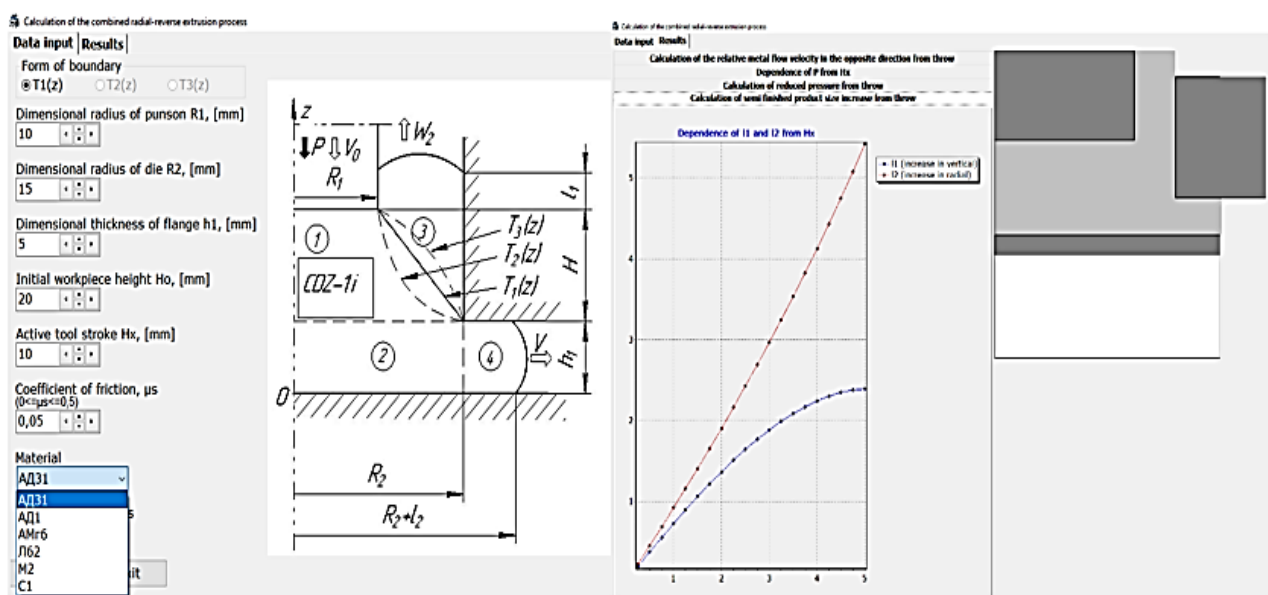 Calculation of the combined radial-reverse extrusion process
Data input Results
Form of boundary
T1(z) T2(z) T3(z)
Dimensional radius of punson R1, [mm]
10
Dimensional radius of die R2, [mm]
15
Dimensional thickness of flange h1, [mm]
5
Initial workpiece height Ho, [mm]
20
Active tool stroke Hx, [mm]
10
Coefficient of friction, μs
(0<=μs<=0,5)
0,05
Material
АД31
АД31
АД1
АМг6
Л62
М2
С1
s
it
z
P V₀
W₂
R₁
l₁
1
3
T₃(z)
T₂(z)
T₁(z)
H
COZ-1i
2
4
V
h₁
0
R₂
R₂+l₂
Calculation of the combined radial-reverse extrusion process
Data input Results
Calculation of the relative metal flow velocity in the opposite direction from throw
Dependence of P from Hx
Calculation of reduced pressure from throw
Calculation of semi finished product size increase from throw
Dependence of l1 and l2 from Hx
l1 (increase in vertical)
l2 (increase in radial)
5
4
3
2
1
1 2 3 4 5